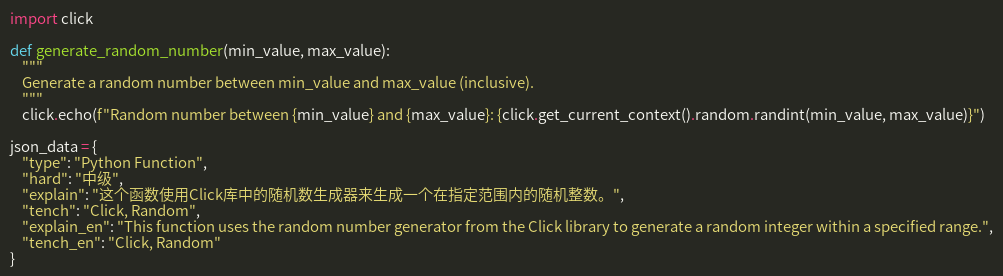 import click
def generate_random_number(min_value, max_value):
"""
Generate a random number between min_value and max_value (inclusive).
"""
click.echo(f"Random number between {min_value} and {max_value}: {click.get_current_context().random.randint(min_value, max_value)}")
json_data = {
"type": "Python Function",
"hard": "中级",
"explain": "这个函数使用Click库中的随机数生成器来生成一个在指定范围内的随机整数。",
"tench": "Click, Random",
"explain_en": "This function uses the random number generator from the Click library to generate a random integer within a specified range.",
"tench_en": "Click, Random"
}